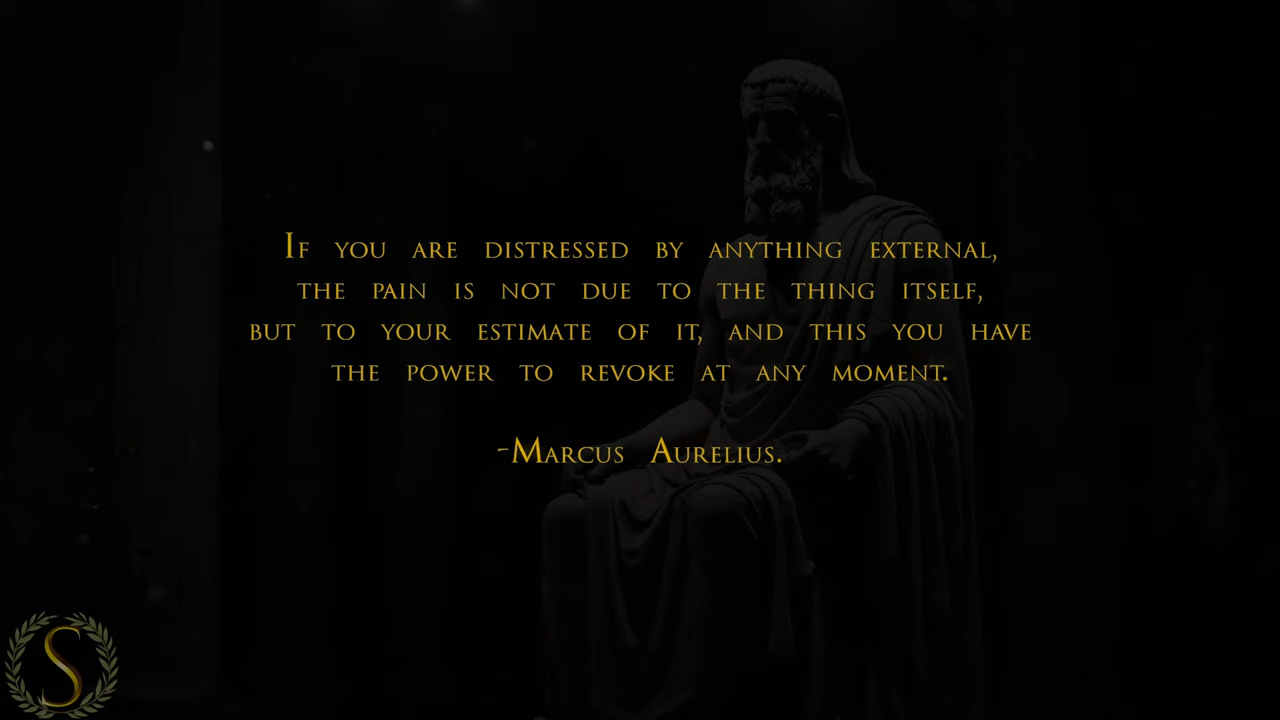 If you are distressed by anything external,
the pain is not due to the thing itself,
but to your estimate of it, and this you have
the power to revoke at any moment.
-Marcus Aurelius.
S